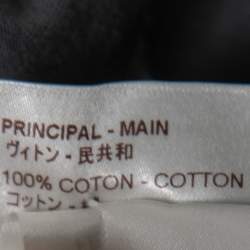 PRINCIPAL - MAIN
ヴィトン - 民共和
100% COTON - COTTON
コットン -